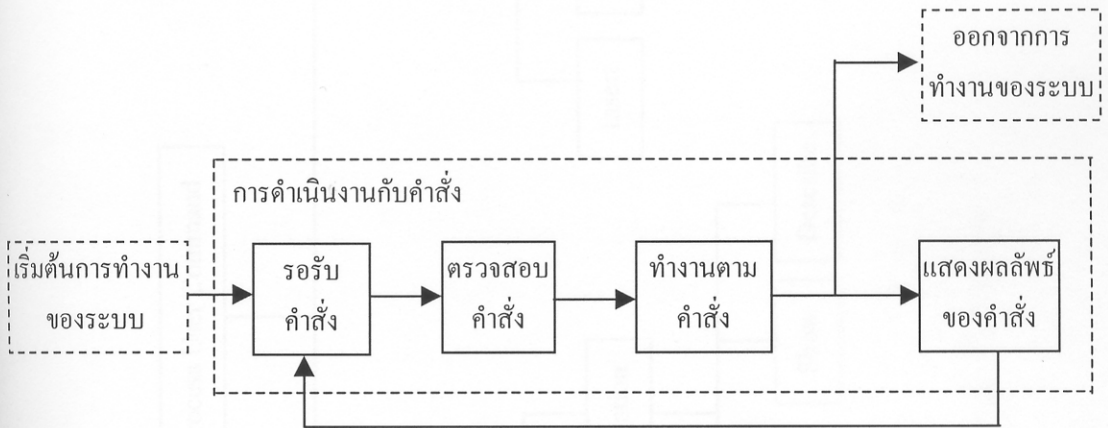 ออกจากการ
ทำงานของระบบ
การดำเนินงานกับคำสั่ง
เริ่มต้นการทำงาน
ของระบบ
รอรับ
คำสั่ง
ตรวจสอบ
คำสั่ง
ทำงานตาม
คำสั่ง
แสดงผลลัพธ์
ของคำสั่ง